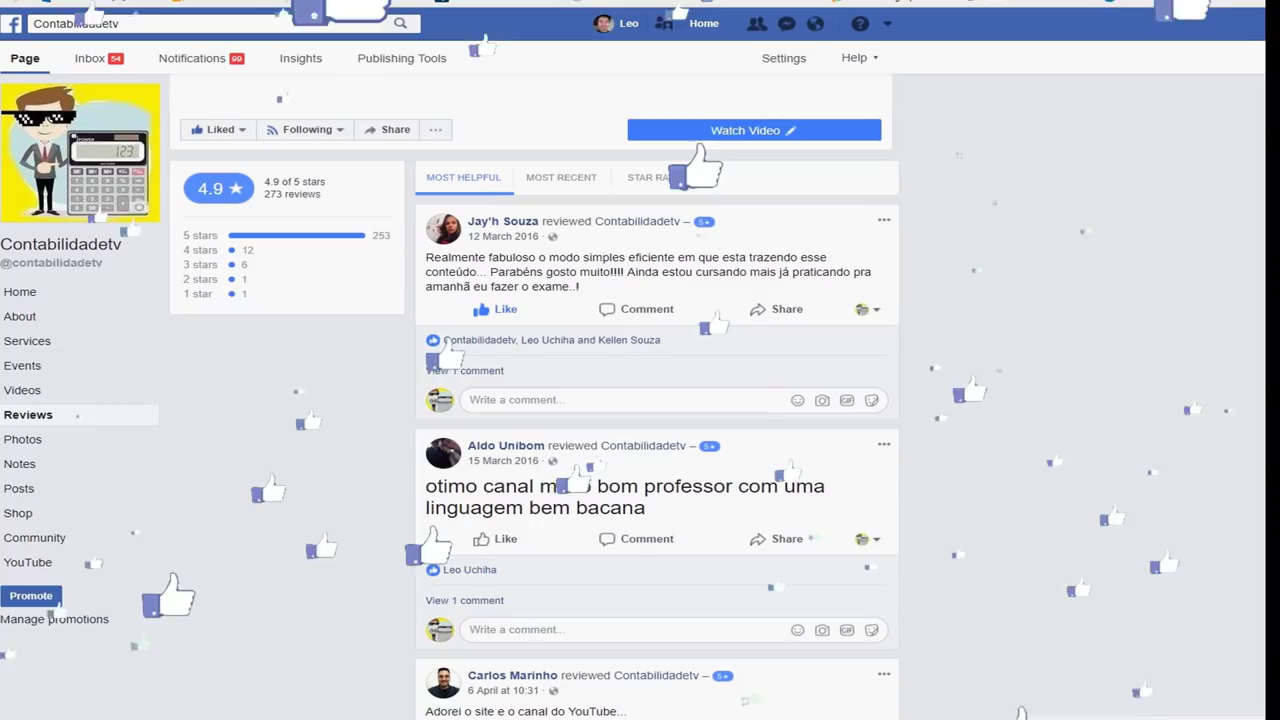 Contabilidadetv
Leo
Home
Page
Inbox 54
Notifications 99
Insights
Publishing Tools
Settings
Help
Liked
Following
Share
Watch Video
123
Contabilidadetv
@contabilidadetv
Home
About
Services
Events
Videos
Reviews
Photos
Notes
Posts
Shop
Community
YouTube
Promote
Manage promotions
4.9 ★
4.9 of 5 stars
273 reviews
5 stars 253
4 stars 12
3 stars 6
2 stars 1
1 star 1
MOST HELPFUL
MOST RECENT
STAR
Jay'h Souza reviewed Contabilidadetv – 5★
12 March 2016 ·
Realmente fabuloso o modo simples eficiente em que esta trazendo esse
conteúdo... Parabéns gosto muito!!!! Ainda estou cursando mais já praticando pra
amanhã eu fazer o exame..!
Like
Comment
Share
Contabilidadetv, Leo Uchiha and Kellen Souza
View 1 comment
Write a comment...
GIF
Aldo Unibom reviewed Contabilidadetv – 5★
15 March 2016 ·
otimo canal bom professor com uma
linguagem bem bacana
Like
Comment
Share
Leo Uchiha
View 1 comment
Write a comment...
GIF
Carlos Marinho reviewed Contabilidadetv – 5★
6 April at 10:31 ·
Adorei o site e o canal do YouTube...